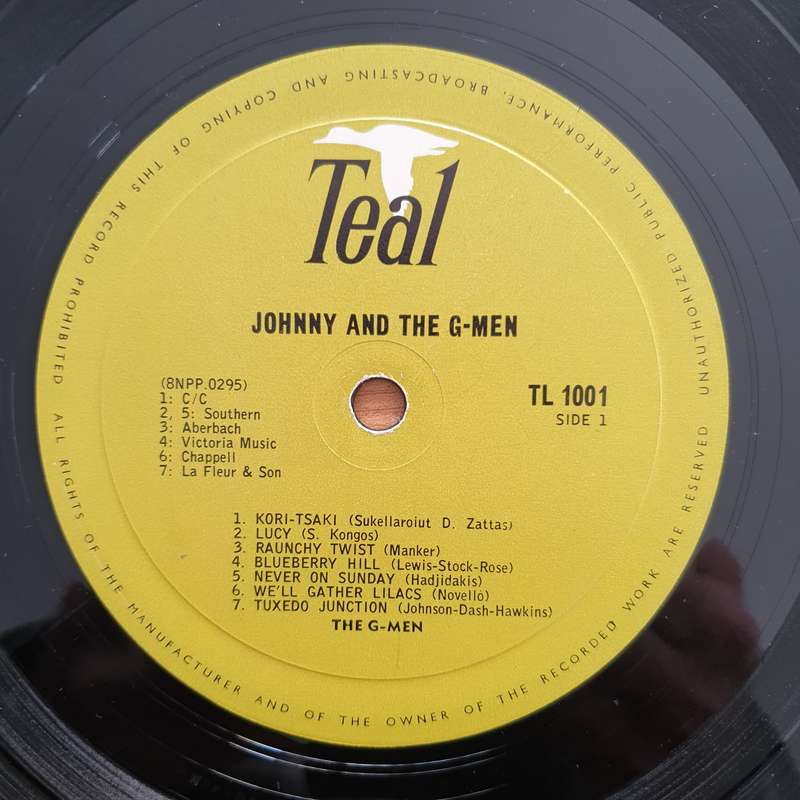 Teal
JOHNNY AND THE G-MEN
(8NPP.0295)
1: C/C
2, 5: Southern
3: Aberbach
4: Victoria Music
6: Chappell
7: La Fleur & Son
TL 1001
SIDE 1
1. KORI-TSAKI (Sukellaroiut D. Zattas)
2. LUCY (S. Kongos)
3. RAUNCHY TWIST (Manker)
4. BLUEBERRY HILL (Lewis-Stock-Rose)
5. NEVER ON SUNDAY (Hadjidakis)
6. WE'LL GATHER LILACS (Novello)
7. TUXEDO JUNCTION (Johnson-Dash-Hawkins)
THE G-MEN
ALL RIGHTS OF THE MANUFACTURER AND OF THE OWNER OF THE RECORDED WORK ARE RESERVED UNAUTHORIZED PUBLIC PERFORMANCE, BROADCASTING AND COPYING OF THIS RECORD PROHIBITED